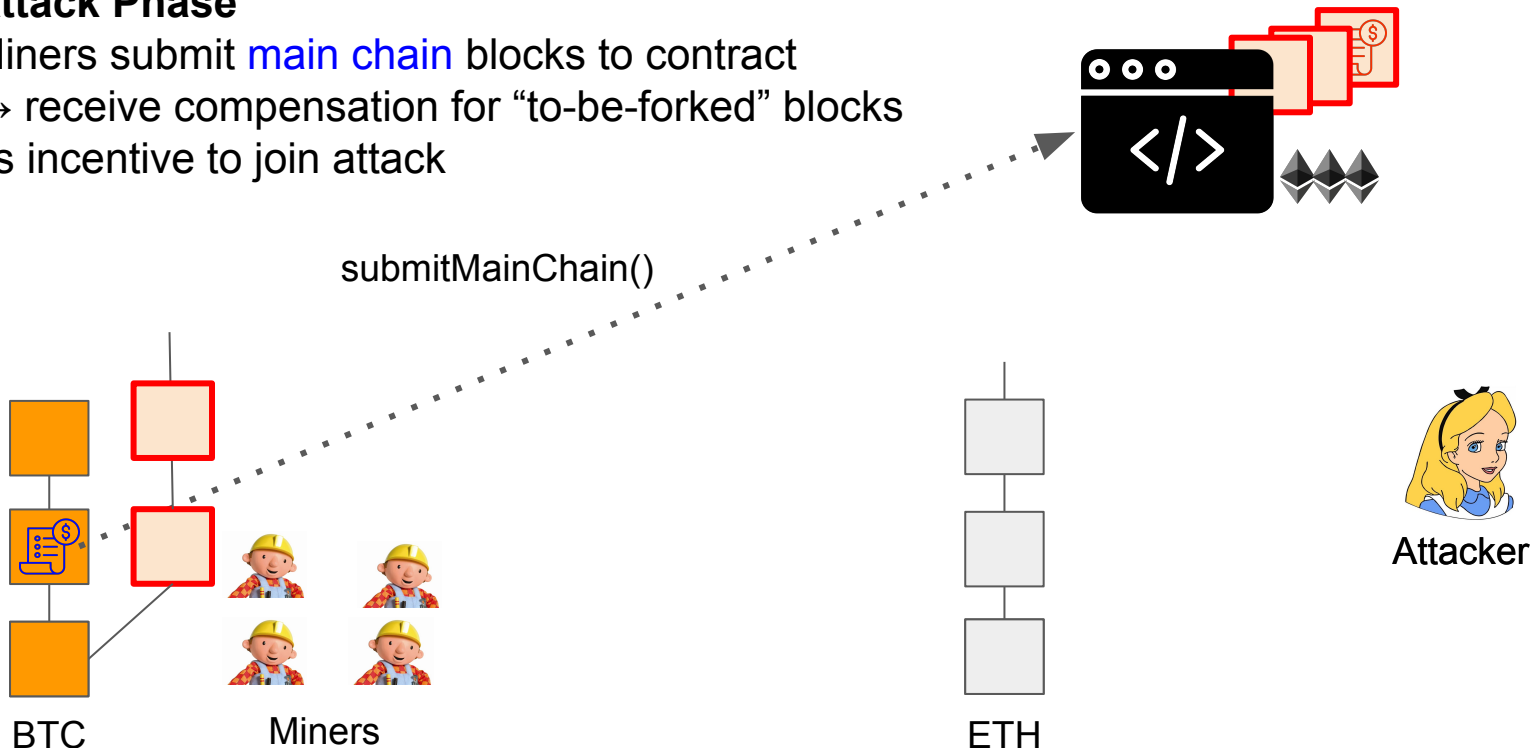 ttack Phase
liners submit main chain blocks to contract
→ receive compensation for “to-be-forked” blocks
s incentive to join attack
$
</>
submitMainChain()
$
Attacker
BTC
Miners
ETH